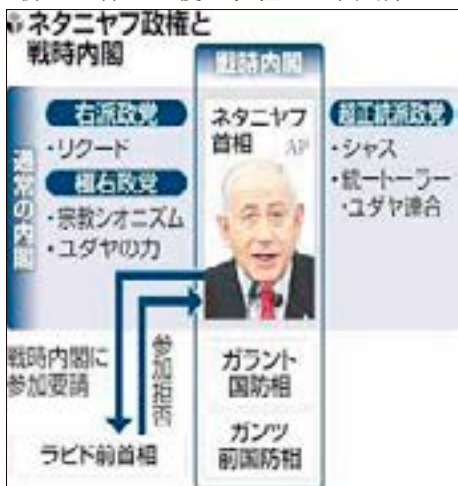 ネタニヤフ政権と
戦時内閣
戦時内閣
右派政党
・リクード
極右政党
・宗教シオニズム
・ユダヤの力
通常の内閣
ネタニヤフ
首相 AP
超正統派政党
・シャス
・統一トーラー
・ユダヤ連合
戦時内閣に
参加要請
参加拒否
ラピド前首相
ガラント
国防相
ガンツ
前国防相